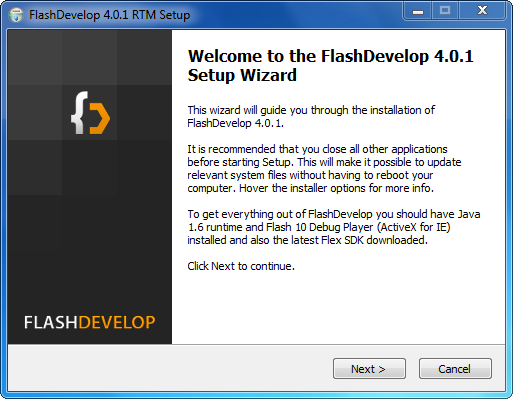 FlashDevelop 4.0.1 RTM Setup
Welcome to the FlashDevelop 4.0.1
Setup Wizard
This wizard will guide you through the installation of
FlashDevelop 4.0.1.
It is recommended that you close all other applications
before starting Setup. This will make it possible to update
relevant system files without having to reboot your
computer. Hover the installer options for more info.
To get everything out of FlashDevelop you should have Java
1.6 runtime and Flash 10 Debug Player (ActiveX for IE)
installed and also the latest Flex SDK downloaded.
Click Next to continue.
FLASHDEVELOP
Next >
Cancel